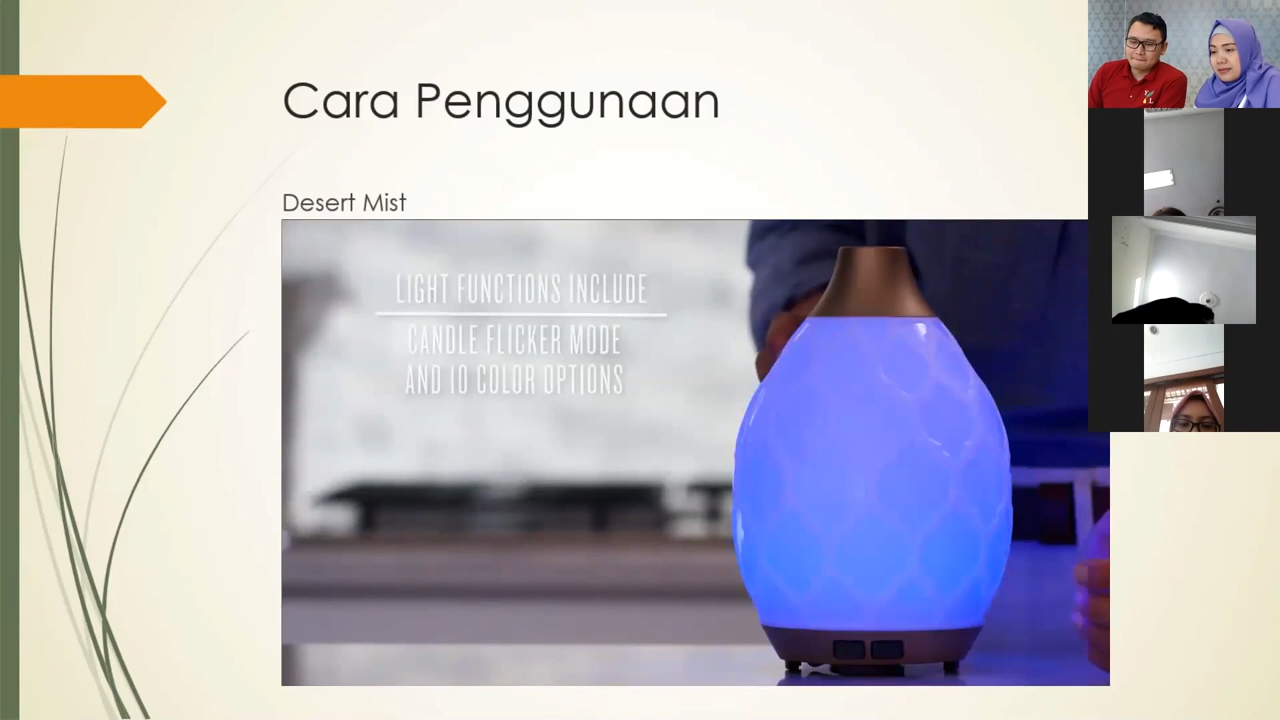 Cara Penggunaan
Desert Mist
LIGHT FUNCTIONS INCLUDE
CANDLE FLICKER MODE
AND 10 COLOR OPTIONS